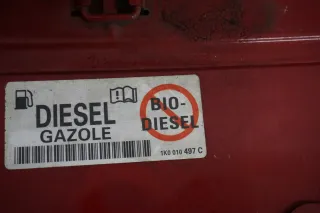 DIESEL
GAZOLE
BIO-
DIESEL
1K0 010 497 C